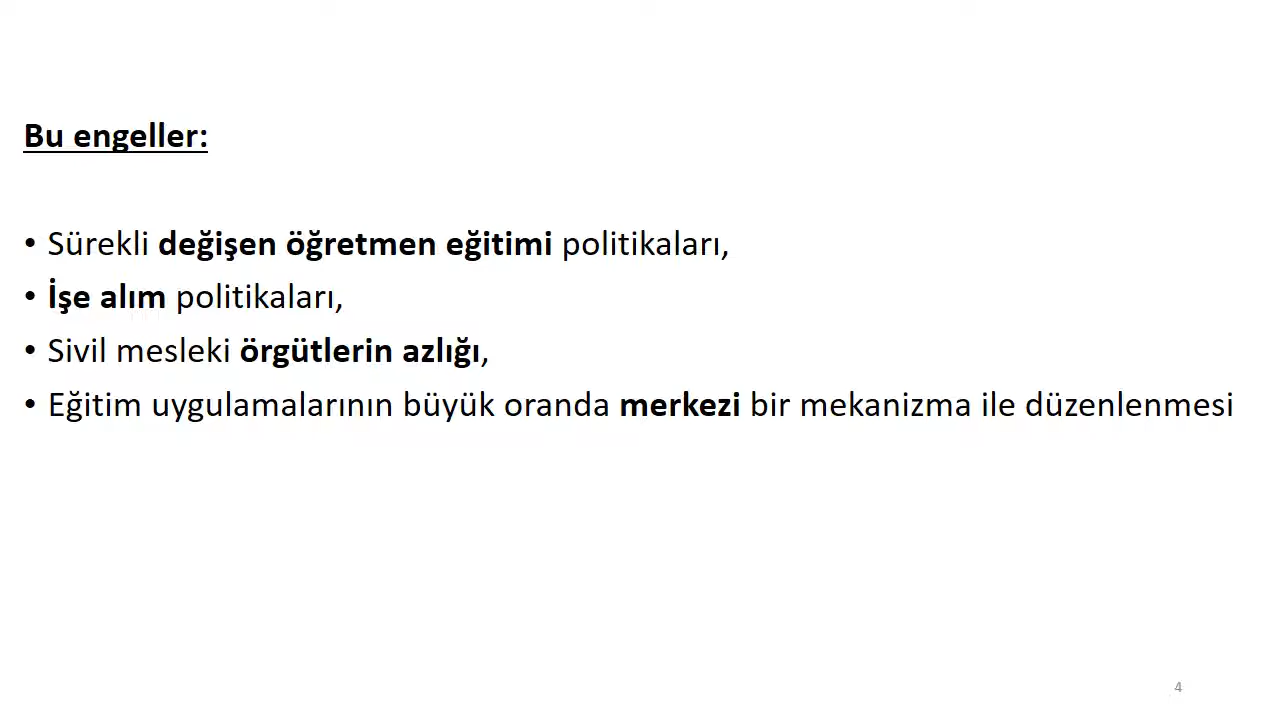 Bu engeller:
• Sürekli değişen öğretmen eğitimi politikaları,
• İşe alım politikaları,
• Sivil mesleki örgütlerin azlığı,
• Eğitim uygulamalarının büyük oranda merkezi bir mekanizma ile düzenlenmesi
4